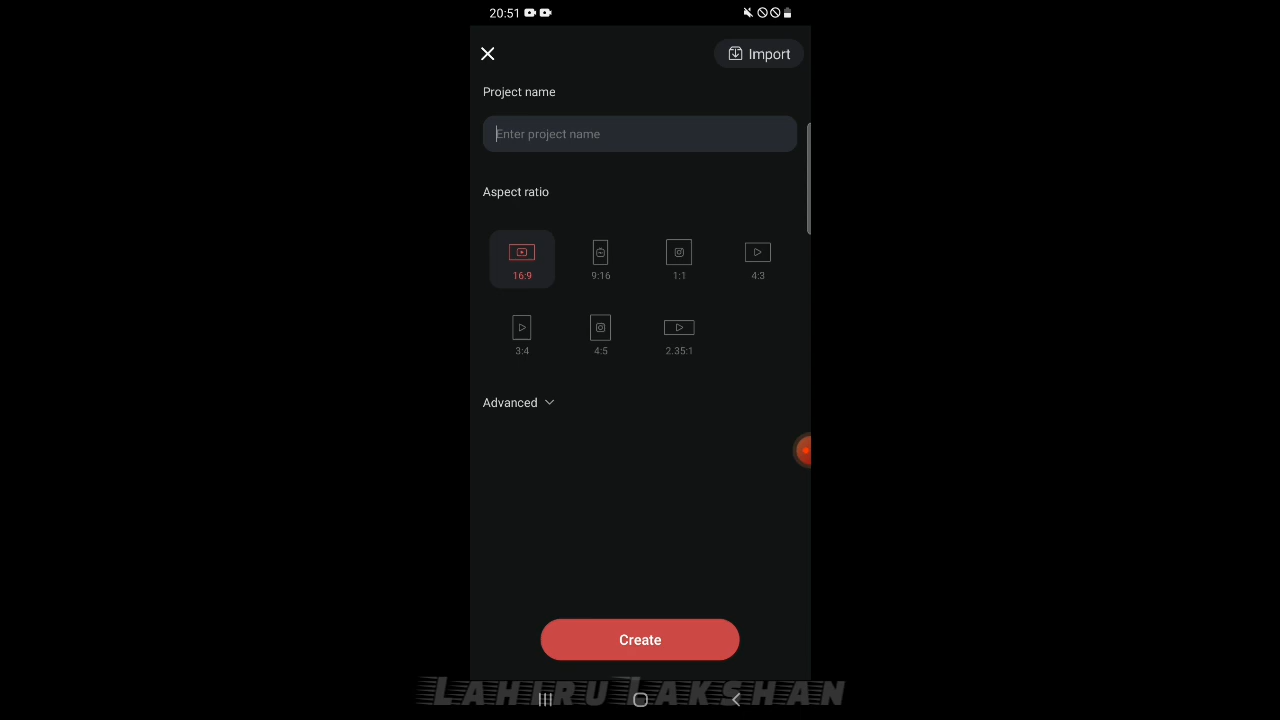 20:51
Import
Project name
Enter project name
Aspect ratio
16:9 9:16 1:1 4:3
3:4 4:5 2.35:1
Advanced
Create
LAHIRU LAKSHAN